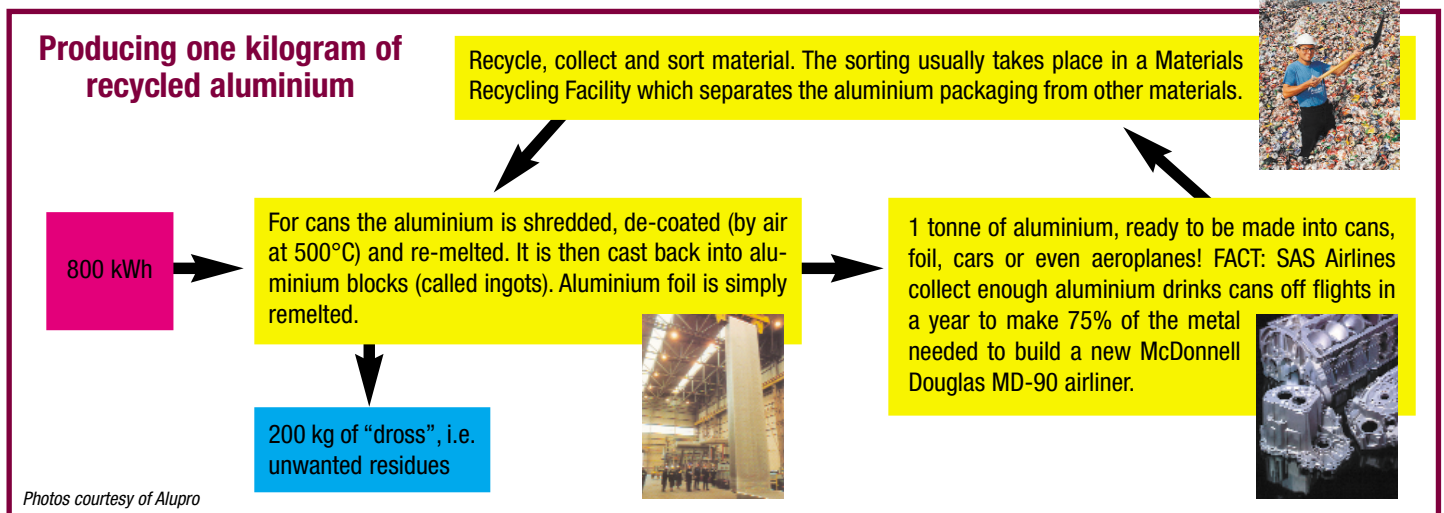 Producing one kilogram of
recycled aluminium
Recycle, collect and sort material. The sorting usually takes place in a Materials
Recycling Facility which separates the aluminium packaging from other materials.
800 kWh
For cans the aluminium is shredded, de-coated (by air
at 500°C) and re-melted. It is then cast back into alu-
minium blocks (called ingots). Aluminium foil is simply
remelted.
1 tonne of aluminium, ready to be made into cans,
foil, cars or even aeroplanes! FACT: SAS Airlines
collect enough aluminium drinks cans off flights in
a year to make 75% of the metal
needed to build a new McDonnell
Douglas MD-90 airliner.
200 kg of “dross”, i.e.
unwanted residues
Photos courtesy of Alupro